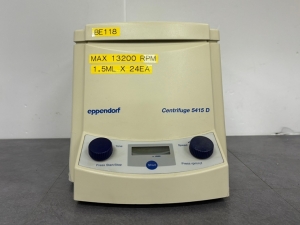 BE118
MAX 13200 RPM
1.5ML X 24EA
eppendorf
Centrifuge 5415 D